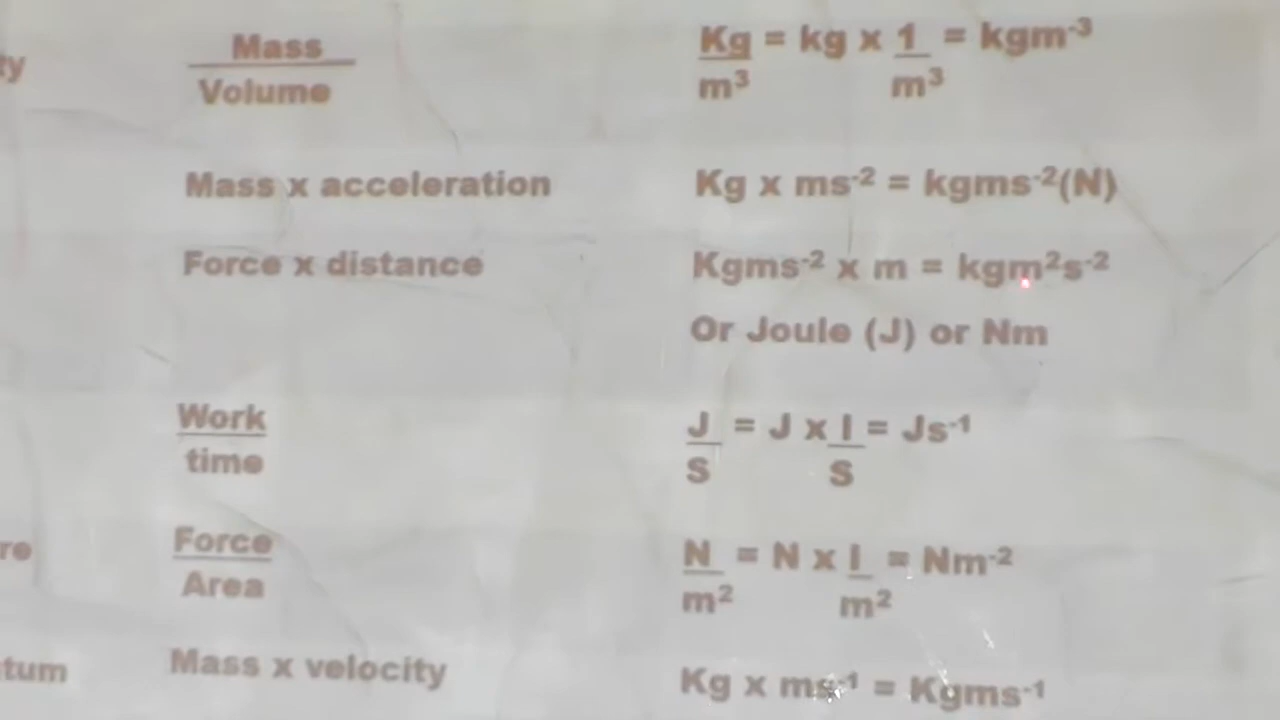 ty Mass Kg = kg x 1 = kgm-³
Volume m³ m³
Mass x acceleration Kg x ms-² = kgms-²(N)
Force x distance Kgms-² x m = kgm²s-²
Or Joule (J) or Nm
Work J = J x I = Js-¹
time S S
re Force N = N x I = Nm-²
Area m² m²
tum Mass x velocity Kg x ms-¹ = Kgms-¹